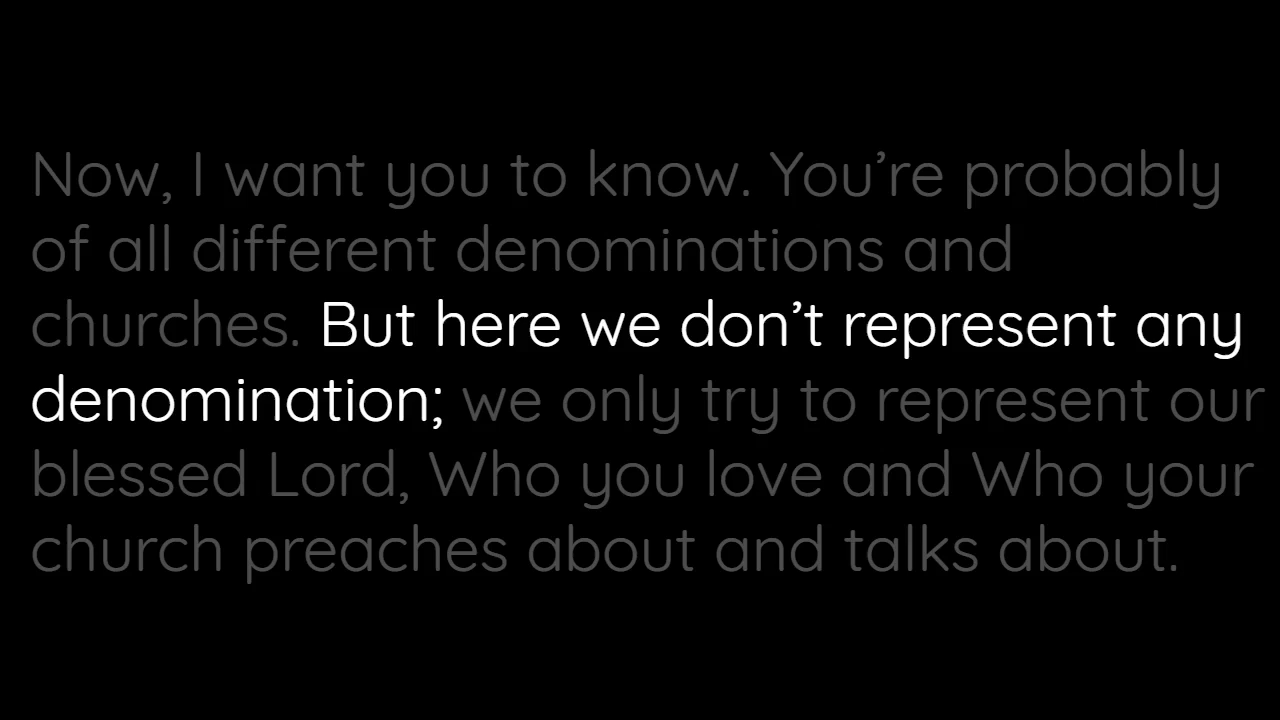 Now, I want you to know. You’re probably
of all different denominations and
churches. But here we don’t represent any
denomination; we only try to represent our
blessed Lord, Who you love and Who your
church preaches about and talks about.